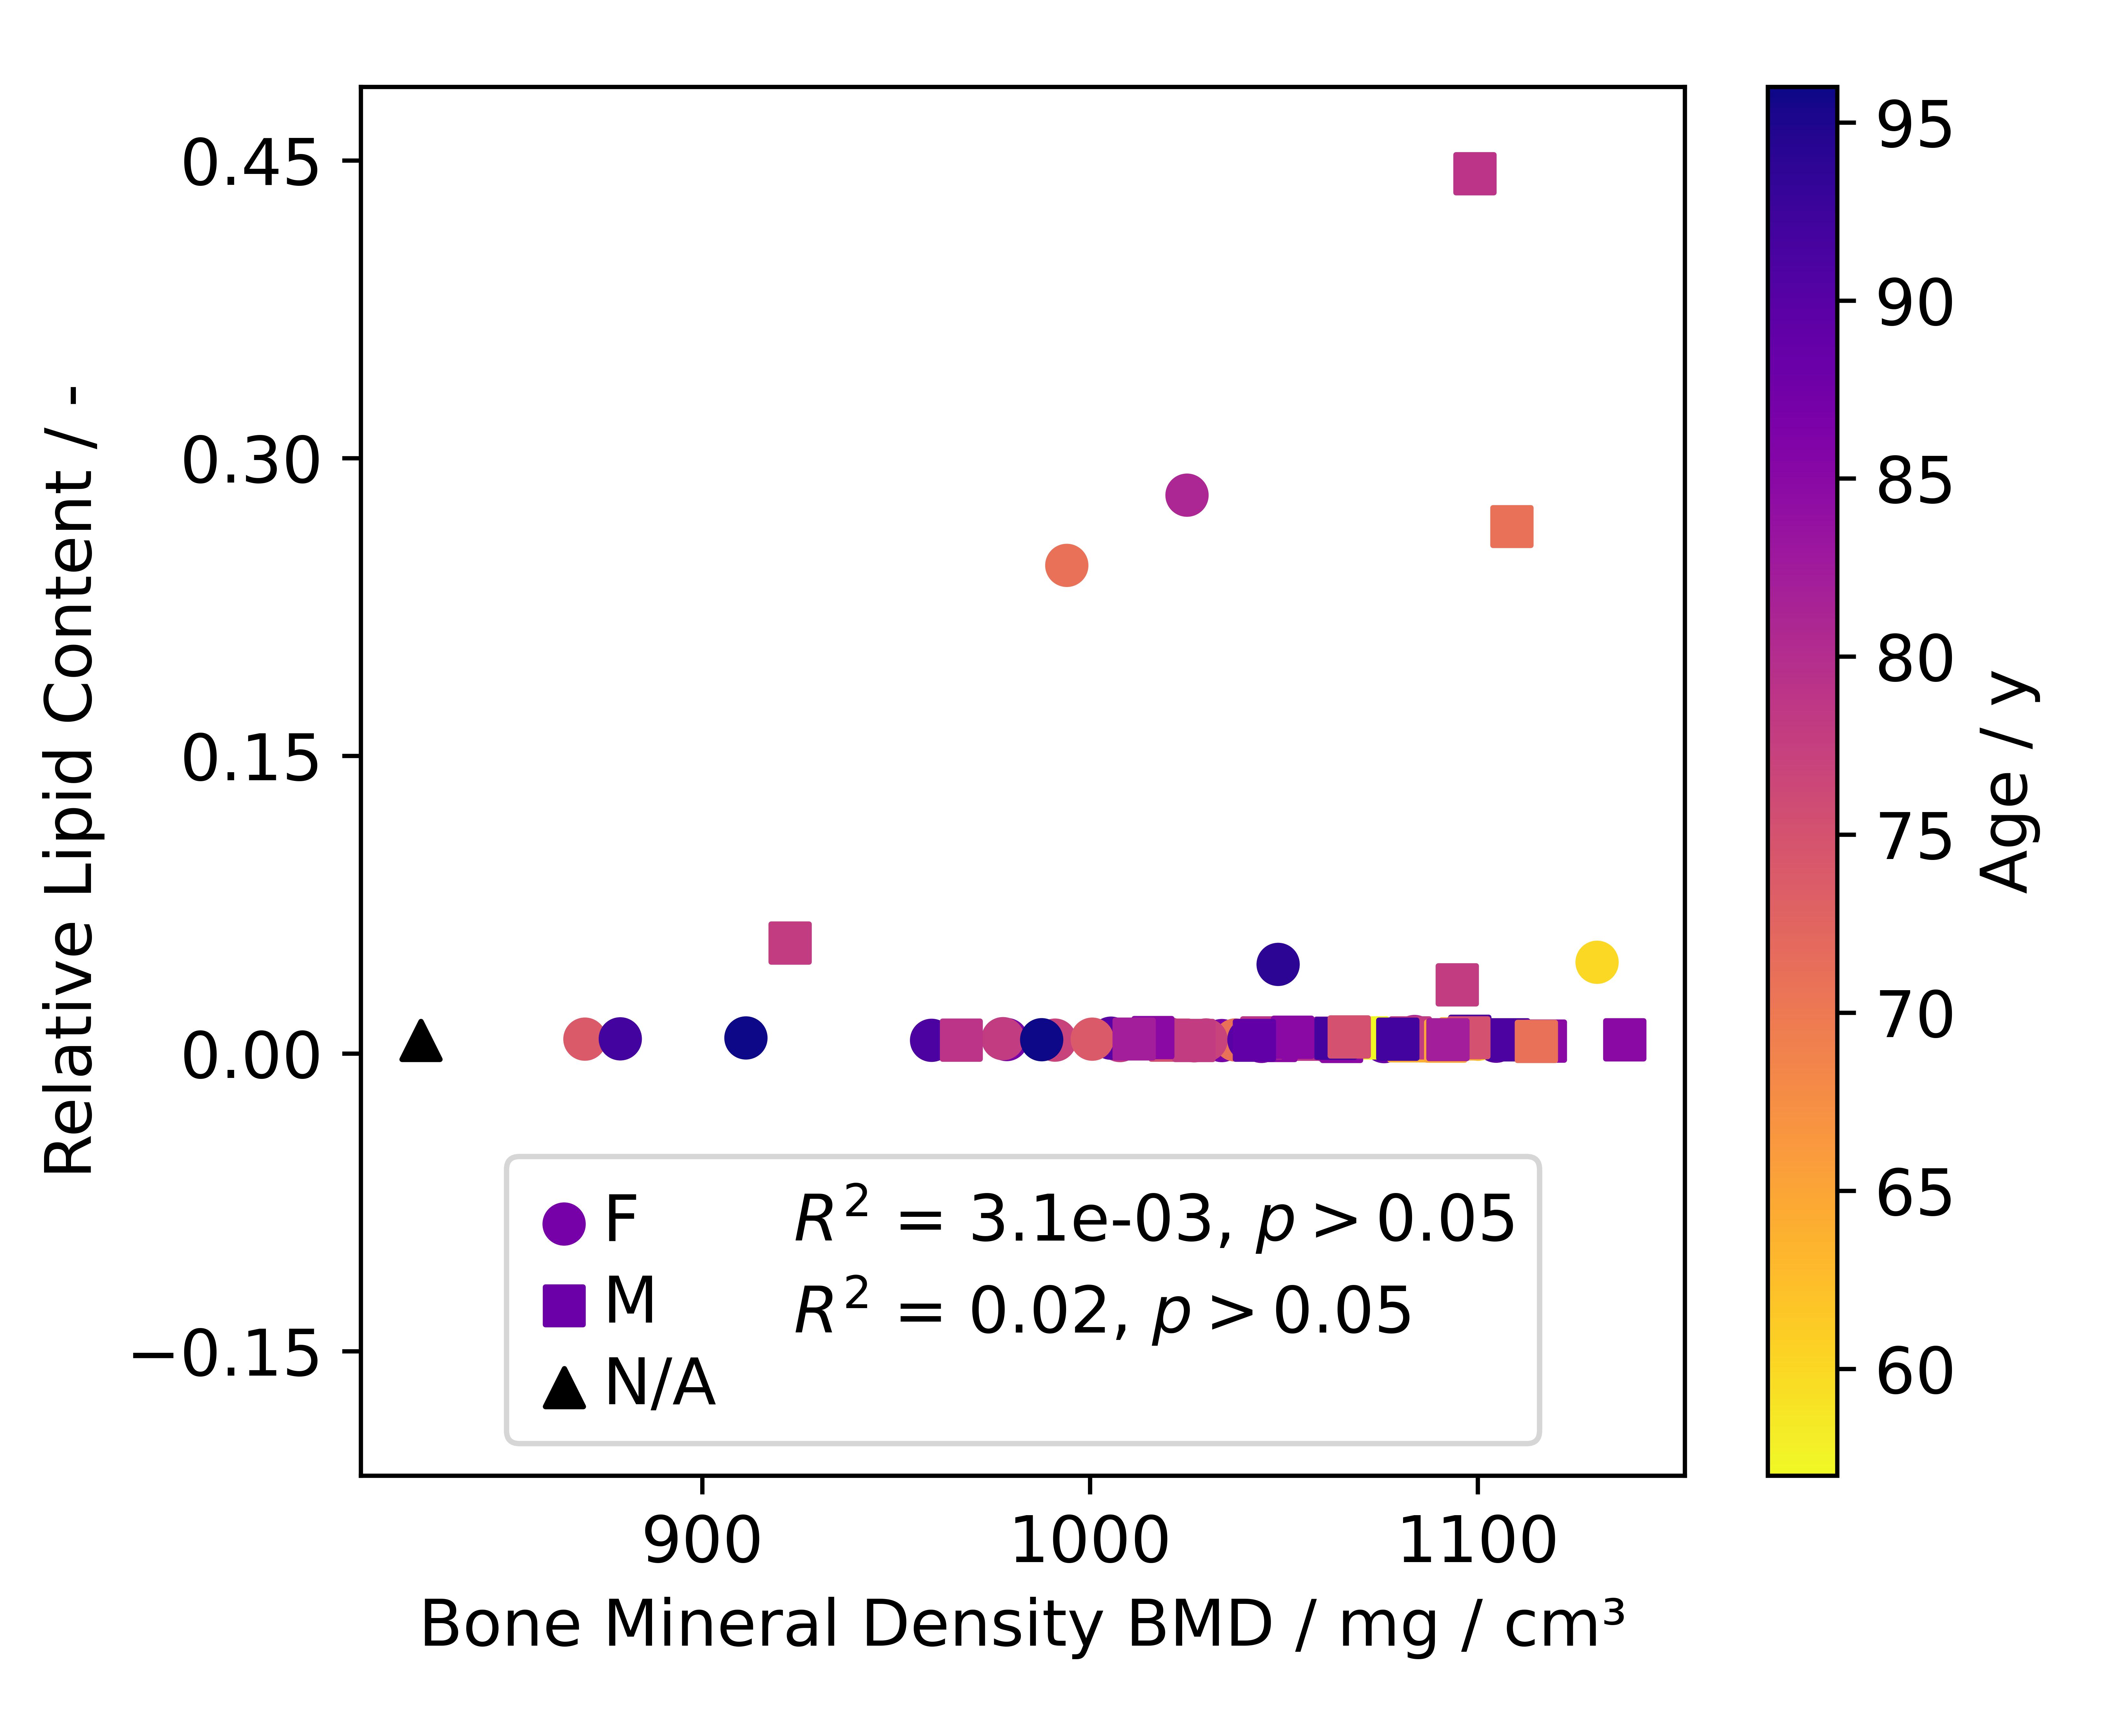 0.45
0.30
0.15
0.00
−0.15
Relative Lipid Content / -
F R² = 3.1e-03, p > 0.05
M R² = 0.02, p > 0.05
N/A
900 1000 1100
Bone Mineral Density BMD / mg / cm³
95
90
85
80
75
70
65
60
Age / y